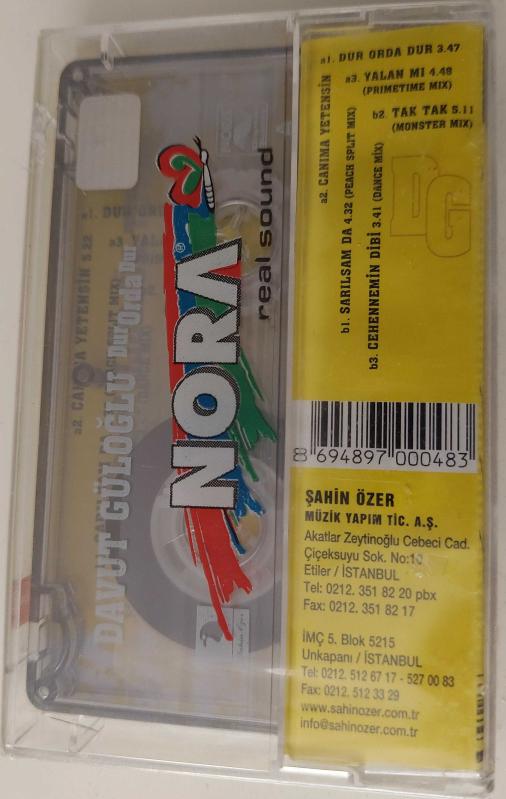 a1. DUR ORDA DUR 3.47
a2. CANIMA YETENSİN
a3. YALAN MI 4.48
(PRIMETIME MIX)
b1. SARILSAM DA 4.32 (PEACH SPLIT MIX)
b2. TAK TAK 5.11
(MONSTER MIX)
b3. CEHENNEMİN DİBİ 3.41 (DANCE MIX)
DG
8 694897 000483
ŞAHİN ÖZER
MÜZİK YAPIM TİC. A.Ş.
Akatlar Zeytinoğlu Cebeci Cad.
Çiçeksuyu Sok. No:10
Etiler / İSTANBUL
Tel: 0212. 351 82 20 pbx
Fax: 0212. 351 82 17
İMÇ 5. Blok 5215
Unkapanı / İSTANBUL
Tel: 0212. 512 67 17 - 527 00 83
Fax: 0212. 512 33 29
www.sahinozer.com.tr
info@sahinozer.com.tr
NORA®
real sound
DAVUT GÜLOĞLU Dur Orda Dur
a1. DUR ORDA
a2. CANIMA YETENSİN 5.22